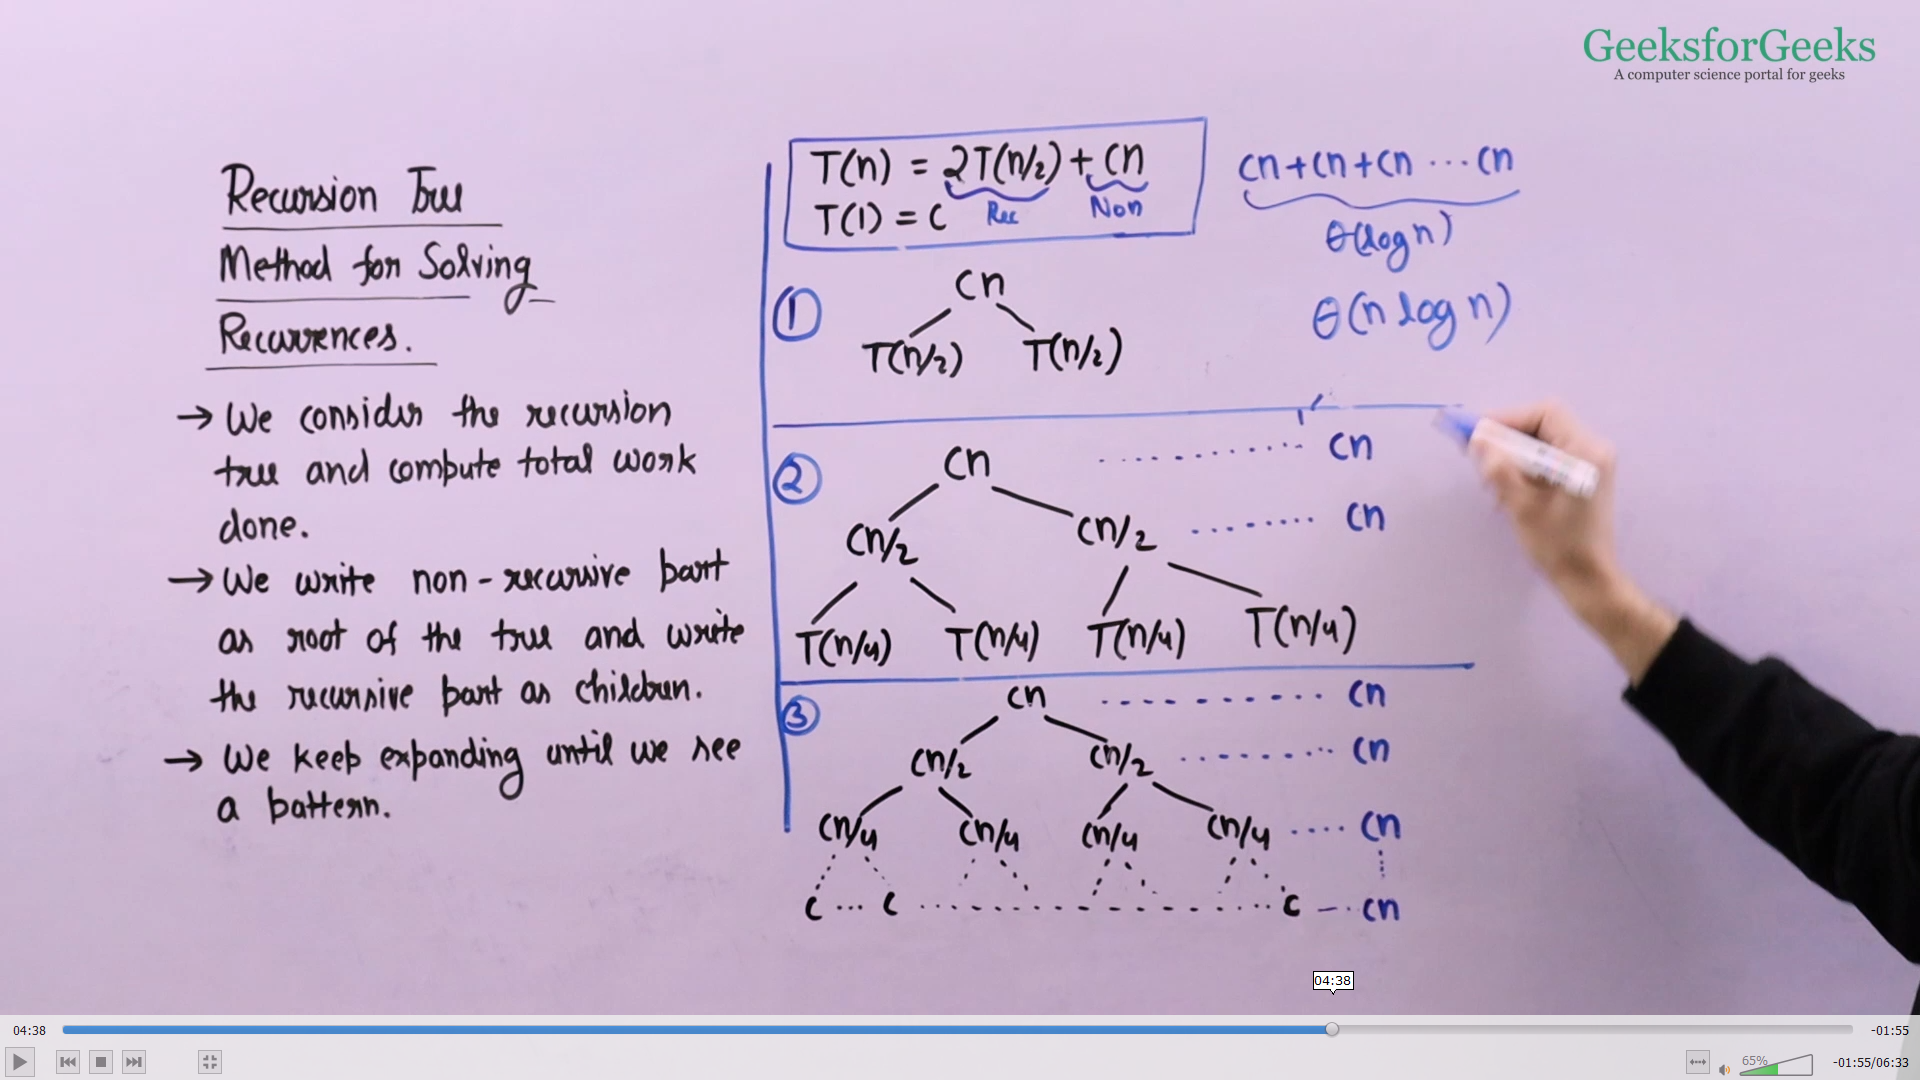 GeeksforGeeks
A computer science portal for geeks
Recursion Tree
Method for Solving
Recurrences.
→ We consider the recursion
tree and compute total work
done.
→ We write non-recursive part
as root of the tree and write
the recursive part as children.
→ We keep expanding until we see
a pattern.
T(n) = 2T(n/2) + cn
T(1) = C
Rec
Non
cn + cn + cn ... cn
θ(log n)
θ(n log n)
1
cn
T(n/2) T(n/2)
2
cn .......... cn
cn/2 cn/2 ........ cn
T(n/4) T(n/4) T(n/4) T(n/4)
3
cn .......... cn
cn/2 cn/2 ........ cn
cn/4 cn/4 cn/4 cn/4 .... cn
c ... c .......... c ... cn
04:38
04:38
-01:55
65%
-01:55/06:33